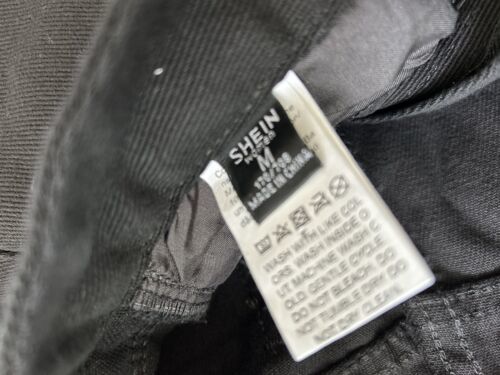 SHEIN
M
MADE IN CHINA
WASH WITH LIKE COL
ORS WASH INSIDE O
UT MACHINE WASH C
OLD GENTLE CYCLE
DO NOT BLEACH DO
NOT TUMBLE DRY DO
NOT DRY CLEAN